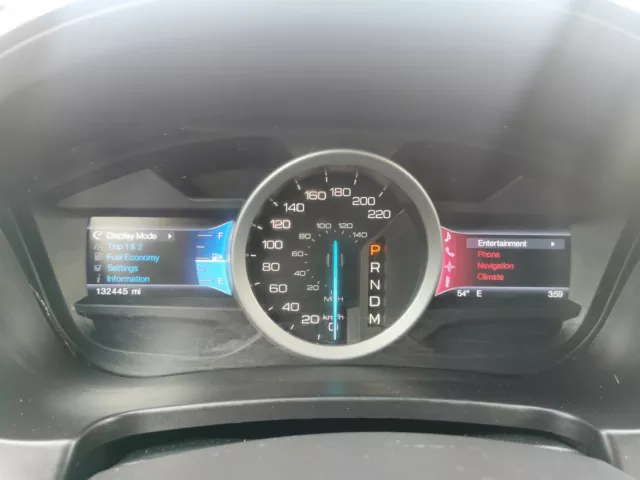 Display Mode
Trip 1 & 2
Fuel Economy
Settings
Information
132445 mi
F
E
20
40
60
80
100
120
140
160
180
200
220
20
40
60
80
100
120
140
MPH
km/h
0
P
R
N
D
M
Entertainment
Phone
Navigation
Climate
54° E 3:59